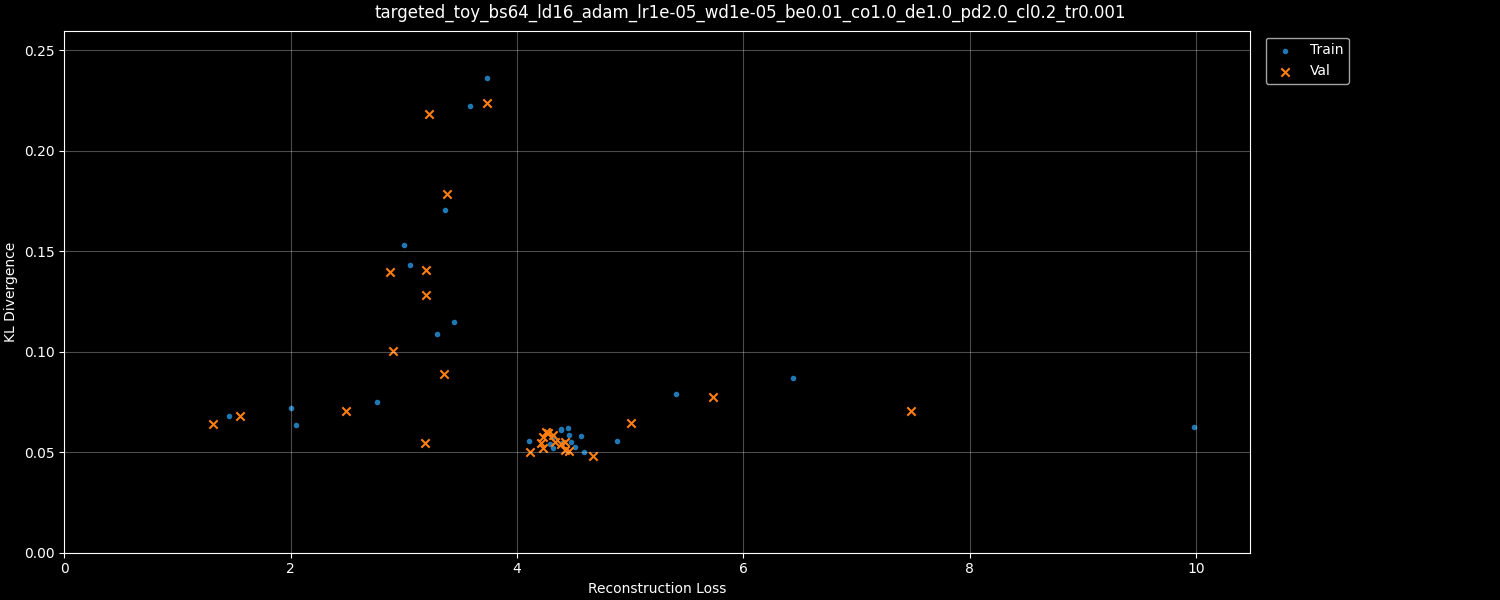 targeted_toy_bs64_ld16_adam_lr1e-05_wd1e-05_be0.01_co1.0_de1.0_pd2.0_cl0.2_tr0.001
Train
Val
KL Divergence
0.25
0.20
0.15
0.10
0.05
0.00
0 2 4 6 8 10
Reconstruction Loss